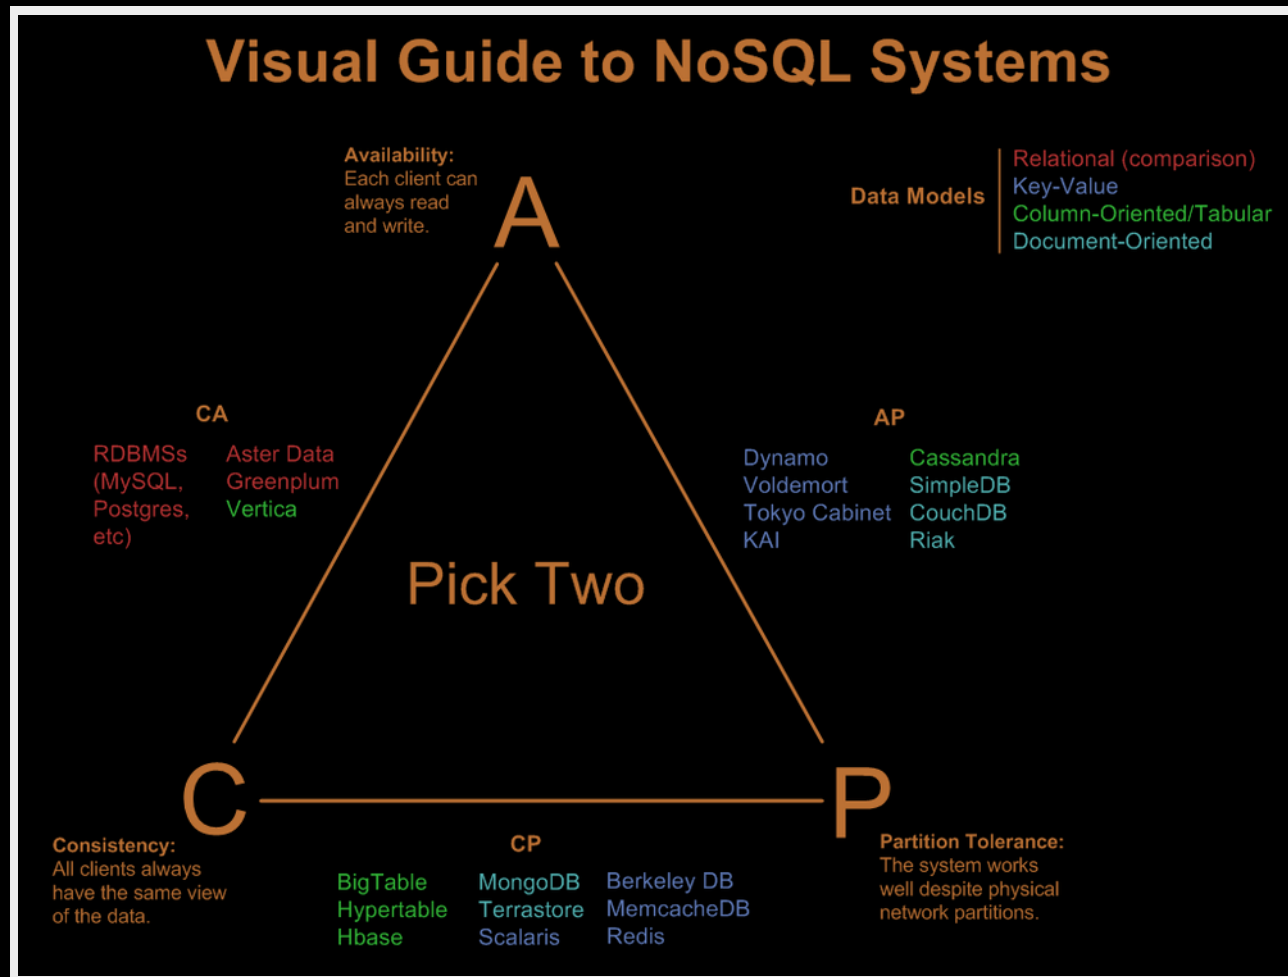 Visual Guide to NoSQL Systems
Availability:
Each client can
always read
and write.
A
Data Models
Relational (comparison)
Key-Value
Column-Oriented/Tabular
Document-Oriented
CA
RDBMSs
(MySQL,
Postgres,
etc)
Aster Data
Greenplum
Vertica
AP
Dynamo
Voldemort
Tokyo Cabinet
KAI
Cassandra
SimpleDB
CouchDB
Riak
Pick Two
C
P
Consistency:
All clients always
have the same view
of the data.
CP
BigTable
Hypertable
Hbase
MongoDB
Terrastore
Scalaris
Berkeley DB
MemcacheDB
Redis
Partition Tolerance:
The system works
well despite physical
network partitions.